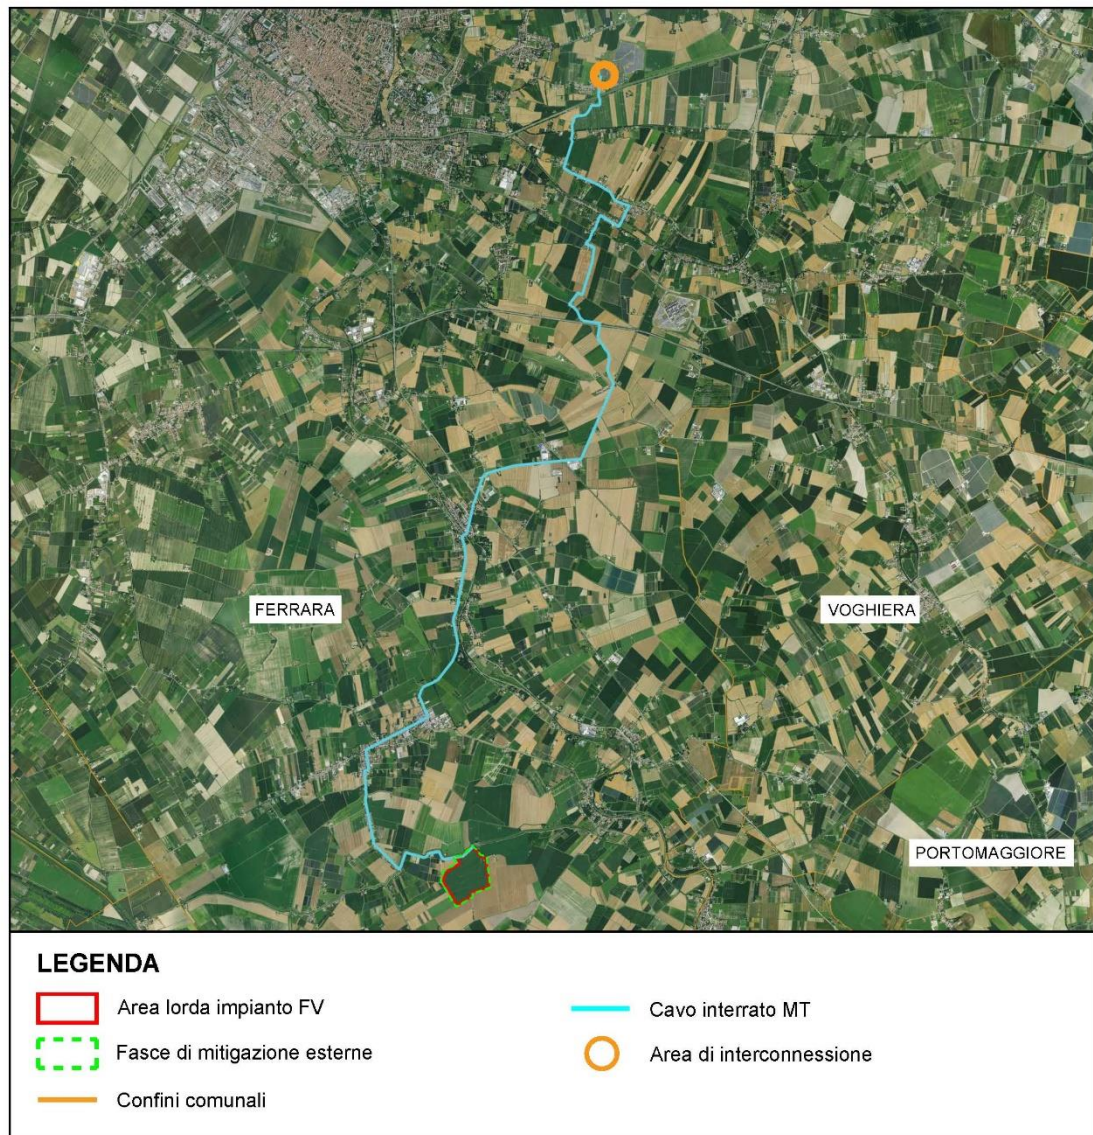 FERRARA
VOGHIERA
PORTOMAGGIORE
LEGENDA
Area lorda impianto FV
Cavo interrato MT
Fasce di mitigazione esterne
Area di interconnessione
Confini comunali